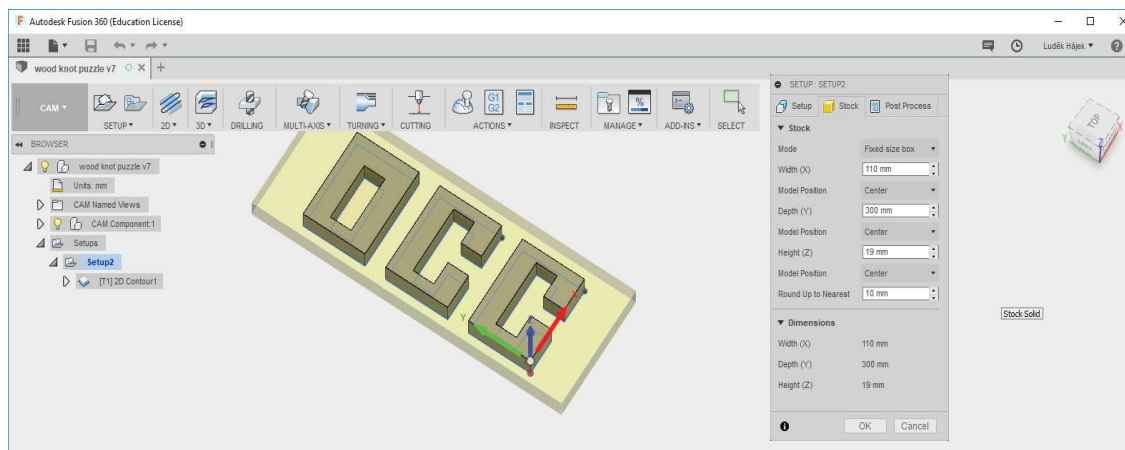 F Autodesk Fusion 360 (Education License)
Luděk Hájek
wood knot puzzle v7
CAM
SETUP 2D 3D DRILLING MULTI-AXIS TURNING CUTTING ACTIONS INSPECT MANAGE ADD-INS SELECT
G1
G2
%
BROWSER
wood knot puzzle v7
Units: mm
CAM Named Views
CAM Component:1
Setups
Setup2
[T1] 2D Contour1
Y
X
SETUP : SETUP2
Setup Stock Post Process
Stock
Mode Fixed size box
Width (X) 110 mm
Model Position Center
Depth (Y) 300 mm
Model Position Center
Height (Z) 19 mm
Model Position Center
Round Up to Nearest 10 mm
Dimensions
Width (X) 110 mm
Depth (Y) 300 mm
Height (Z) 19 mm
OK Cancel
TOP
Y Z X
Stock Solid